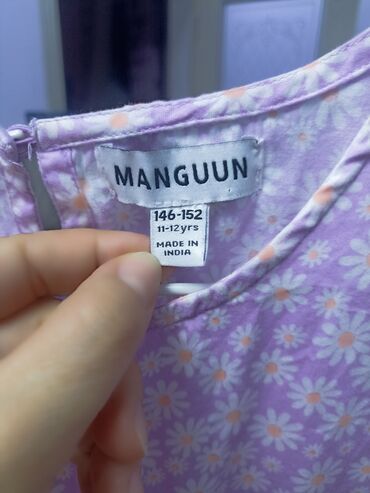 MANGUUN
146-152
11-12yrs
MADE IN
INDIA